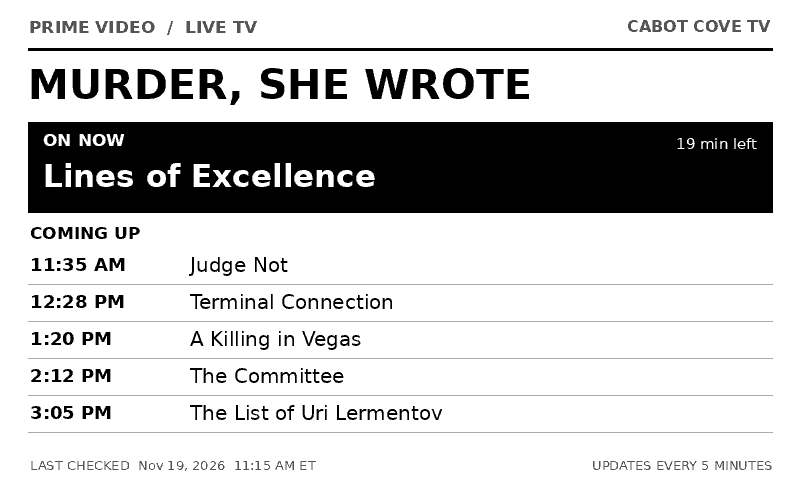 PRIME VIDEO / LIVE TV CABOT COVE TV
MURDER, SHE WROTE
ON NOW 19 min left
Lines of Excellence
COMING UP
11:35 AM Judge Not
12:28 PM Terminal Connection
1:20 PM A Killing in Vegas
2:12 PM The Committee
3:05 PM The List of Uri Lermentov
LAST CHECKED Nov 19, 2026 11:15 AM ET UPDATES EVERY 5 MINUTES